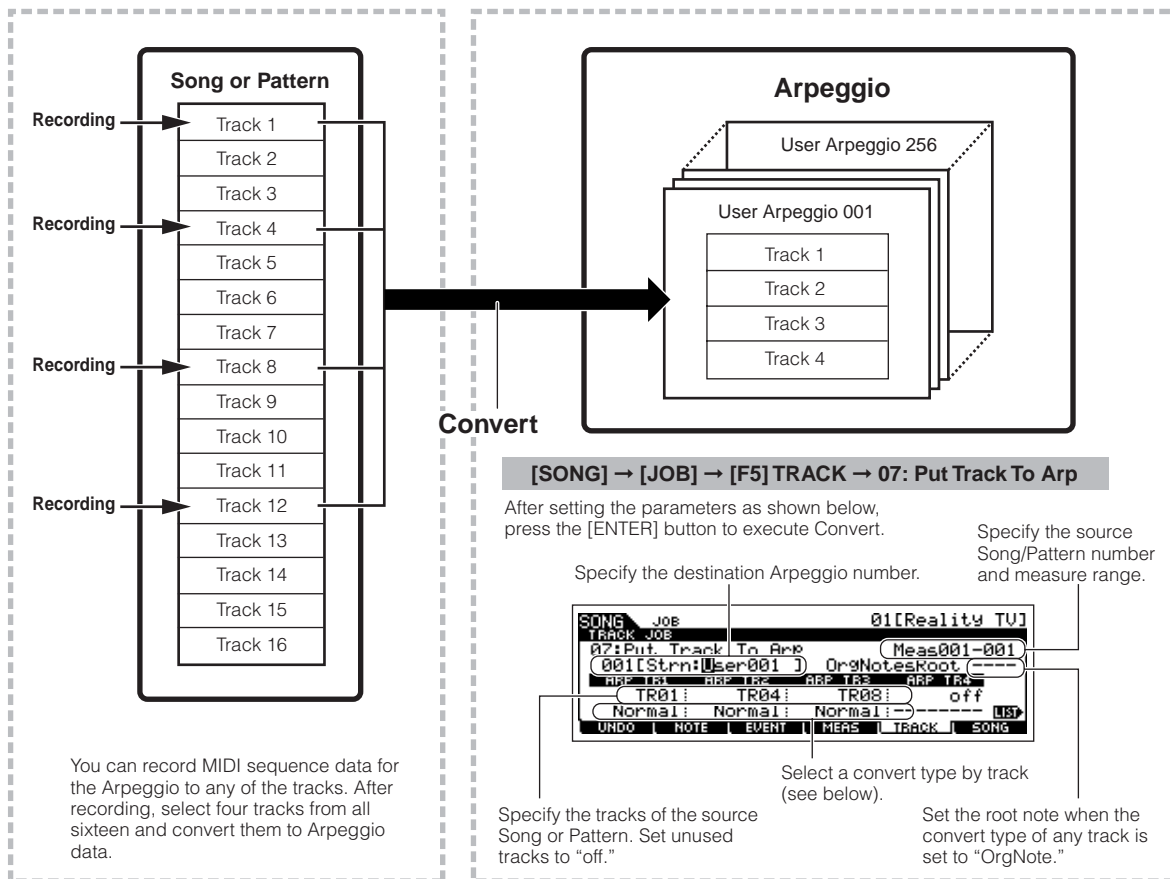 Song or Pattern
Recording
Track 1
Track 2
Track 3
Recording
Track 4
Track 5
Track 6
Track 7
Recording
Track 8
Track 9
Track 10
Track 11
Recording
Track 12
Track 13
Track 14
Track 15
Track 16
You can record MIDI sequence data for
the Arpeggio to any of the tracks. After
recording, select four tracks from all
sixteen and convert them to Arpeggio
data.
Convert
Arpeggio
User Arpeggio 256
User Arpeggio 001
Track 1
Track 2
Track 3
Track 4
[SONG] → [JOB] → [F5] TRACK → 07: Put Track To Arp
After setting the parameters as shown below,
press the [ENTER] button to execute Convert.
Specify the source
Song/Pattern number
and measure range.
Specify the destination Arpeggio number.
SONG JOB 01[Reality TV]
TRACK JOB
07:Put Track To Arp Meas001-001
001[Strn:User001 ] OrgNotesRoot ----
ARP TR1 ARP TR2 ARP TR3 ARP TR4
TR01 TR04 TR08 off
Normal Normal Normal -------- LIST
UNDO NOTE EVENT MEAS TRACK SONG
Select a convert type by track
(see below).
Specify the tracks of the source
Song or Pattern. Set unused
tracks to “off.”
Set the root note when the
convert type of any track is
set to “OrgNote.”